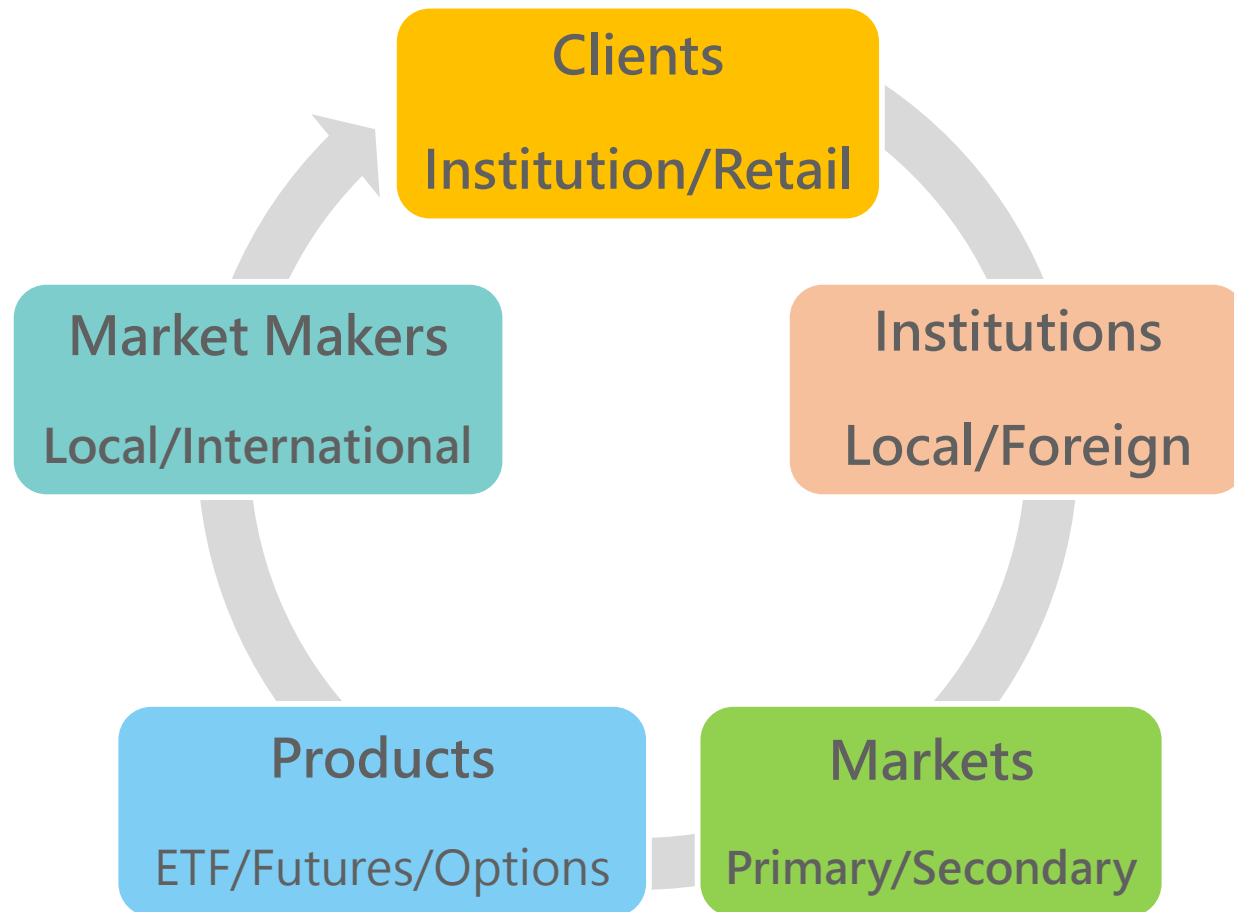 Clients
Institution/Retail
Institutions
Local/Foreign
Markets
Primary/Secondary
Products
ETF/Futures/Options
Market Makers
Local/International